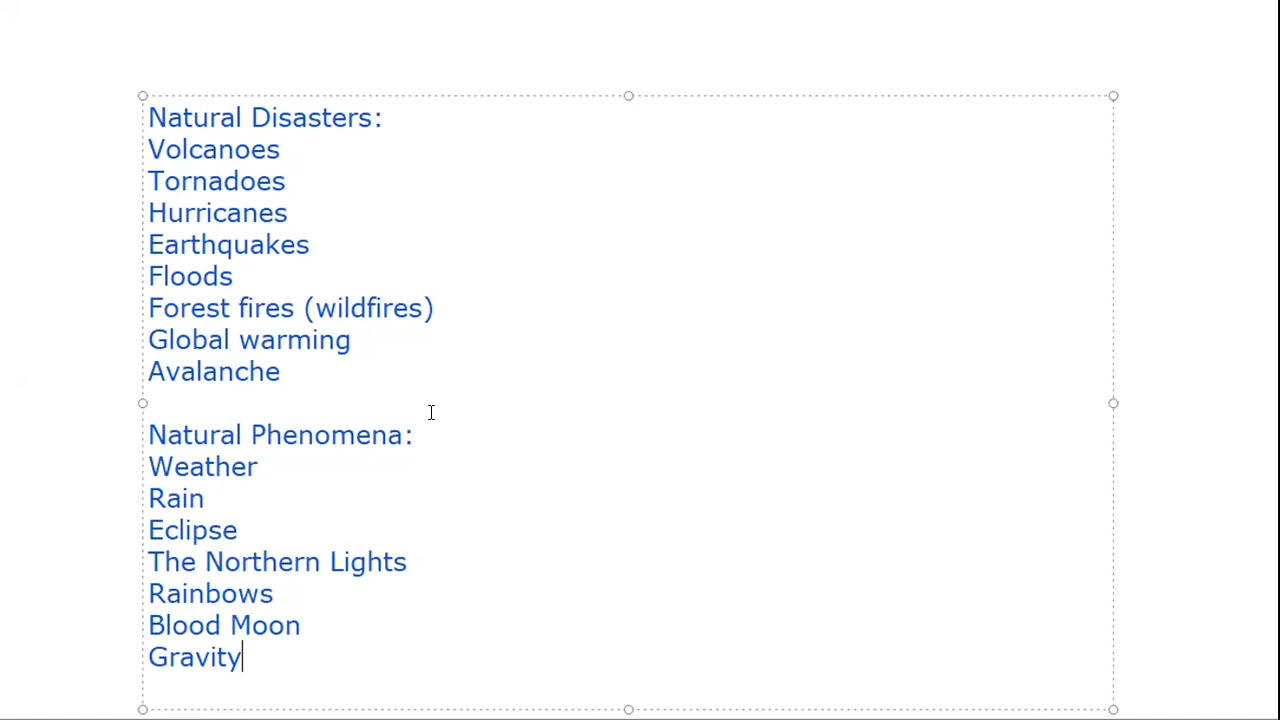 Natural Disasters:
Volcanoes
Tornadoes
Hurricanes
Earthquakes
Floods
Forest fires (wildfires)
Global warming
Avalanche
Natural Phenomena:
Weather
Rain
Eclipse
The Northern Lights
Rainbows
Blood Moon
Gravity